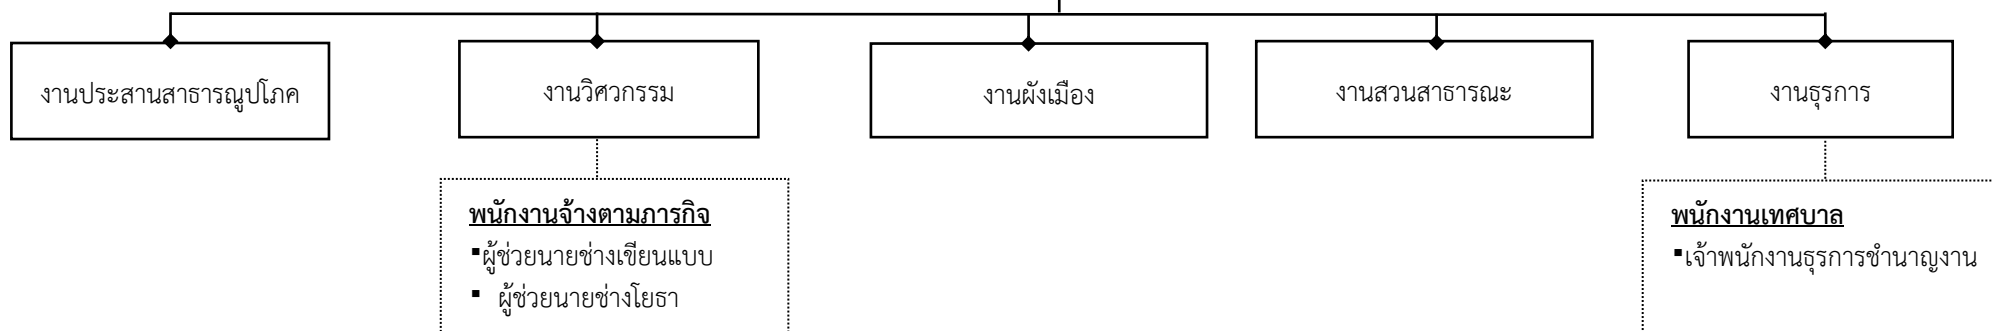 งานประสานสาธารณูปโภค
งานวิศวกรรม
งานผังเมือง
งานสวนสาธารณะ
งานธุรการ
พนักงานจ้างตามภารกิจ
▪ผู้ช่วยนายช่างเขียนแบบ
▪ ผู้ช่วยนายช่างโยธา
พนักงานเทศบาล
▪เจ้าพนักงานธุรการชำนาญงาน